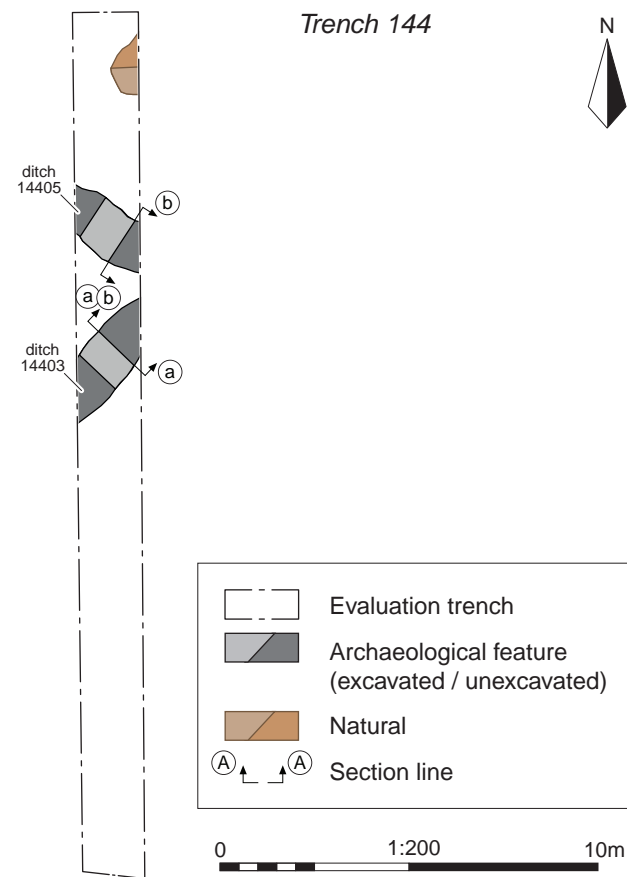 Trench 144
N
ditch
14405
b
a b
ditch
14403
a
Evaluation trench
Archaeological feature
(excavated / unexcavated)
Natural
A A Section line
0 1:200 10m